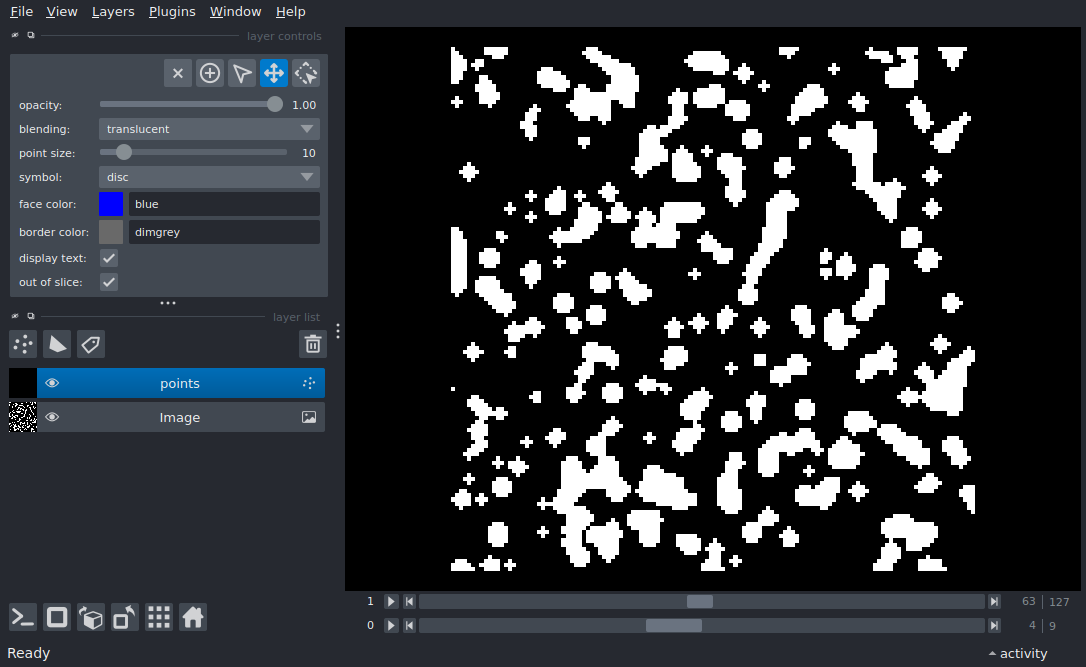 File View Layers Plugins Window Help
layer controls
opacity: 1.00
blending: translucent
point size: 10
symbol: disc
face color: blue
border color: dimgrey
display text:
out of slice:
layer list
points
Image
1 63 | 127
0 4 | 9
Ready activity